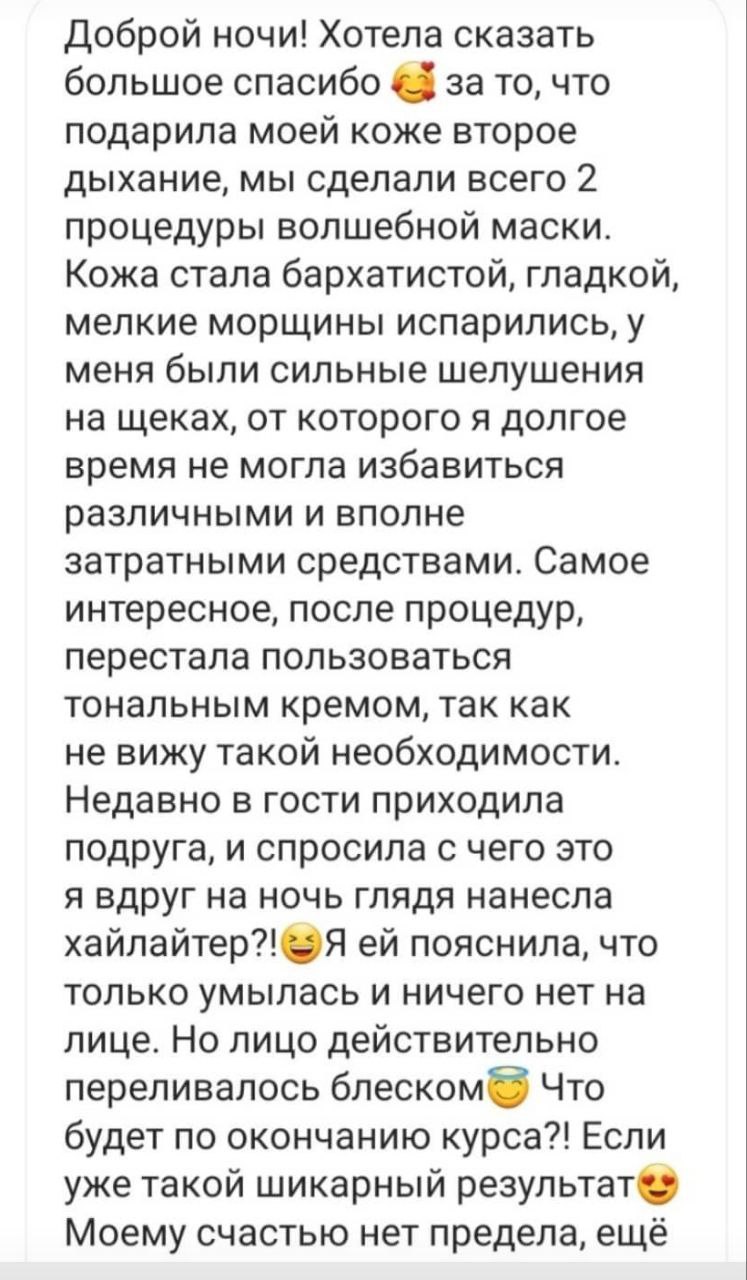 Доброй ночи! Хотела сказать
большое спасибо 🥰 за то, что
подарила моей коже второе
дыхание, мы сделали всего 2
процедуры волшебной маски.
Кожа стала бархатистой, гладкой,
мелкие морщины испарились, у
меня были сильные шелушения
на щеках, от которого я долгое
время не могла избавиться
различными и вполне
затратными средствами. Самое
интересное, после процедур,
перестала пользоваться
тональным кремом, так как
не вижу такой необходимости.
Недавно в гости приходила
подруга, и спросила с чего это
я вдруг на ночь глядя нанесла
хайлайтер?!😆Я ей пояснила, что
только умылась и ничего нет на
лице. Но лицо действительно
переливалось блеском😇 Что
будет по окончанию курса?! Если
уже такой шикарный результат😍
Моему счастью нет предела, ещё